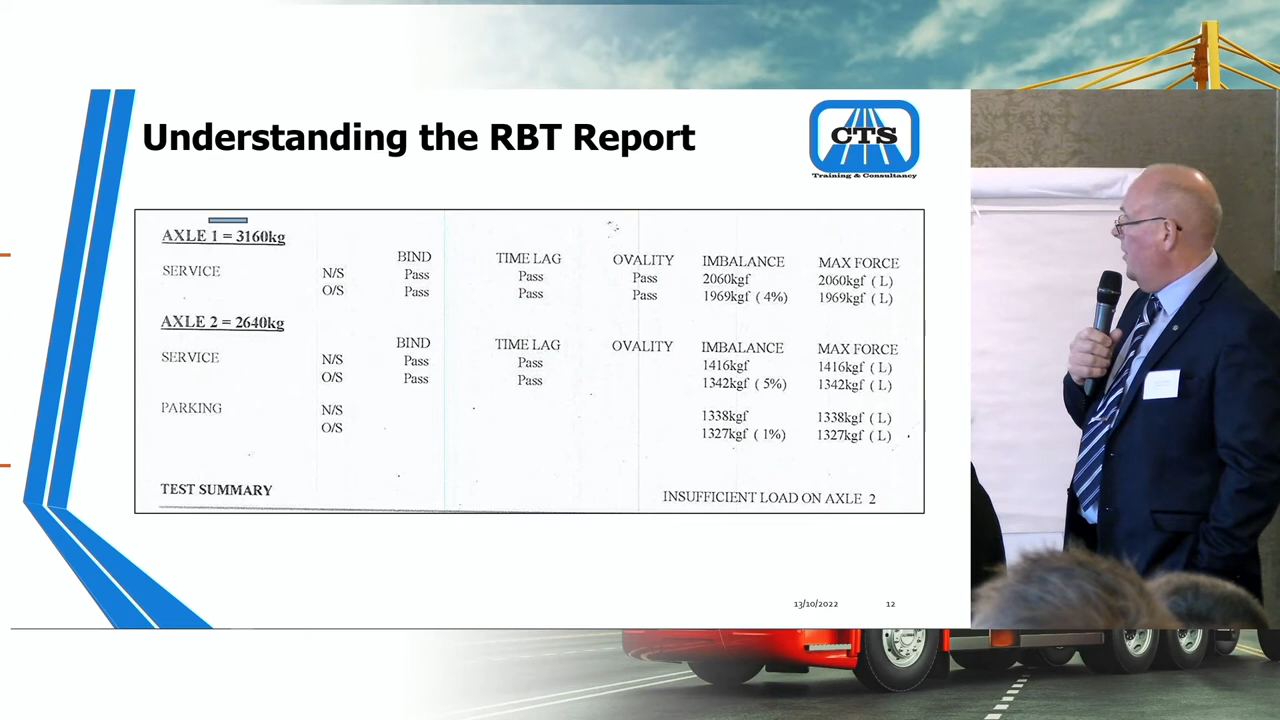 Understanding the RBT Report
CTS
Training & Consultancy
AXLE 1 = 3160kg
BIND TIME LAG OVALITY IMBALANCE MAX FORCE
SERVICE N/S Pass Pass Pass 2060kgf 2060kgf ( L )
O/S Pass Pass Pass 1969kgf ( 4%) 1969kgf ( L )
AXLE 2 = 2640kg
BIND TIME LAG OVALITY IMBALANCE MAX FORCE
SERVICE N/S Pass Pass 1416kgf 1416kgf ( L )
O/S Pass Pass 1342kgf ( 5%) 1342kgf ( L )
PARKING N/S 1338kgf 1338kgf ( L )
O/S 1327kgf ( 1%) 1327kgf ( L )
TEST SUMMARY INSUFFICIENT LOAD ON AXLE 2
13/10/2022 12